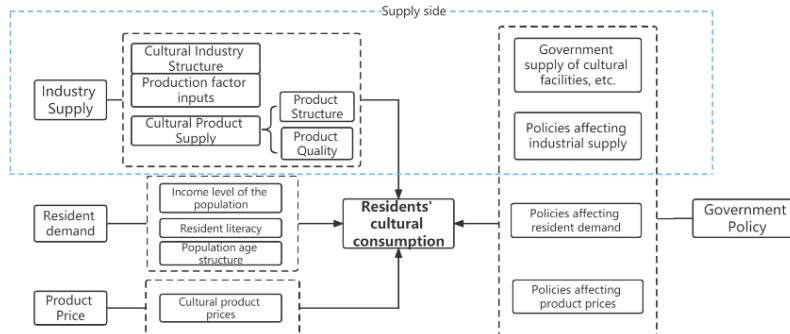 Supply side
Industry
Supply
Cultural Industry
Structure
Production factor
inputs
Cultural Product
Supply
Product
Structure
Product
Quality
Government
supply of cultural
facilities, etc.
Policies affecting
industrial supply
Resident
demand
Income level of the
population
Resident literacy
Population age
structure
Residents'
cultural
consumption
Policies affecting
resident demand
Government
Policy
Product
Price
Cultural product
prices
Policies affecting
product prices